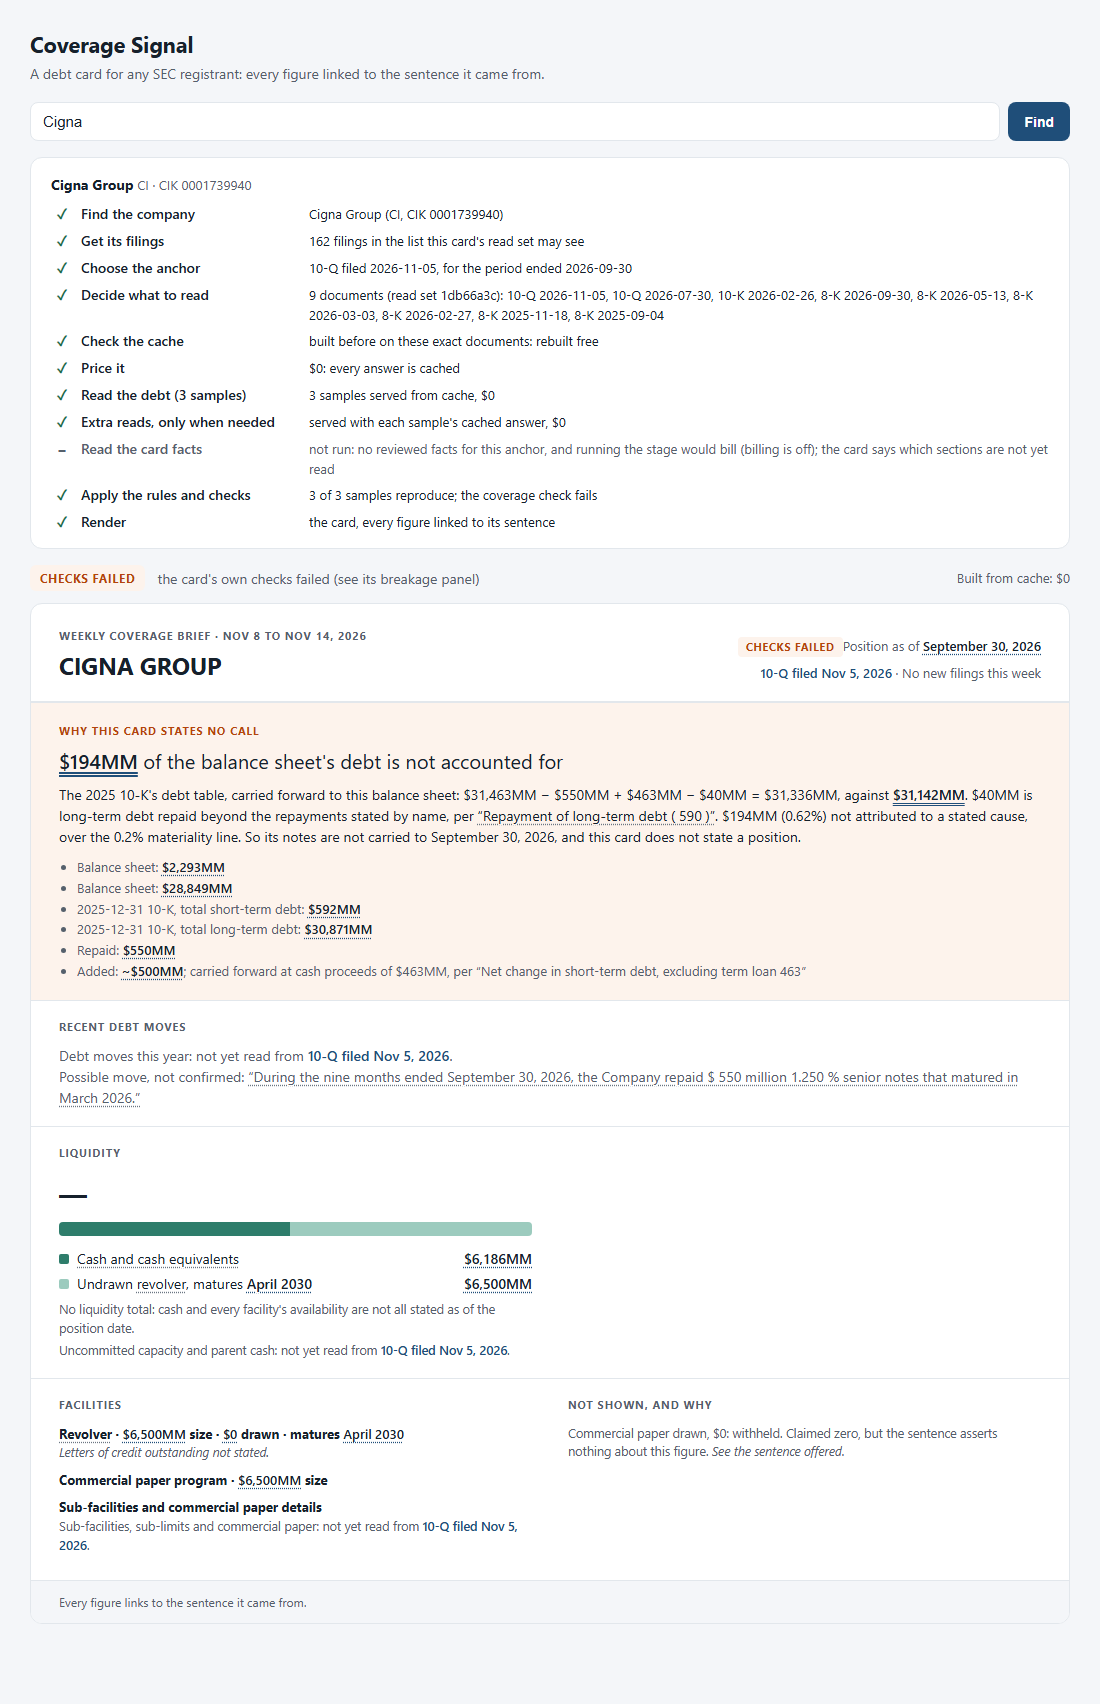 Coverage Signal
A debt card for any SEC registrant: every figure linked to the sentence it came from.
Cigna
Find
Cigna Group CI · CIK 0001739940
✓ Find the company Cigna Group (CI, CIK 0001739940)
✓ Get its filings 162 filings in the list this card's read set may see
✓ Choose the anchor 10-Q filed 2026-11-05, for the period ended 2026-09-30
✓ Decide what to read 9 documents (read set 1db66a3c): 10-Q 2026-11-05, 10-Q 2026-07-30, 10-K 2026-02-26, 8-K 2026-09-30, 8-K 2026-05-13, 8-K
2026-03-03, 8-K 2026-02-27, 8-K 2025-11-18, 8-K 2025-09-04
✓ Check the cache built before on these exact documents: rebuilt free
✓ Price it $0: every answer is cached
✓ Read the debt (3 samples) 3 samples served from cache, $0
✓ Extra reads, only when needed served with each sample's cached answer, $0
– Read the card facts not run: no reviewed facts for this anchor, and running the stage would bill (billing is off); the card says which sections are not yet
read
✓ Apply the rules and checks 3 of 3 samples reproduce; the coverage check fails
✓ Render the card, every figure linked to its sentence
CHECKS FAILED the card's own checks failed (see its breakage panel) Built from cache: $0
WEEKLY COVERAGE BRIEF · NOV 8 TO NOV 14, 2026
CIGNA GROUP
CHECKS FAILED Position as of September 30, 2026
10-Q filed Nov 5, 2026 · No new filings this week
WHY THIS CARD STATES NO CALL
$194MM of the balance sheet's debt is not accounted for
The 2025 10-K's debt table, carried forward to this balance sheet: $31,463MM − $550MM + $463MM − $40MM = $31,336MM, against $31,142MM. $40MM is
long-term debt repaid beyond the repayments stated by name, per “Repayment of long-term debt ( 590 )”. $194MM (0.62%) not attributed to a stated cause,
over the 0.2% materiality line. So its notes are not carried to September 30, 2026, and this card does not state a position.
• Balance sheet: $2,293MM
• Balance sheet: $28,849MM
• 2025-12-31 10-K, total short-term debt: $592MM
• 2025-12-31 10-K, total long-term debt: $30,871MM
• Repaid: $550MM
• Added: ~$500MM; carried forward at cash proceeds of $463MM, per “Net change in short-term debt, excluding term loan 463”
RECENT DEBT MOVES
Debt moves this year: not yet read from 10-Q filed Nov 5, 2026.
Possible move, not confirmed: “During the nine months ended September 30, 2026, the Company repaid $ 550 million 1.250 % senior notes that matured in
March 2026.”
LIQUIDITY
—
Cash and cash equivalents $6,186MM
Undrawn revolver, matures April 2030 $6,500MM
No liquidity total: cash and every facility's availability are not all stated as of the
position date.
Uncommitted capacity and parent cash: not yet read from 10-Q filed Nov 5, 2026.
FACILITIES
Revolver · $6,500MM size · $0 drawn · matures April 2030
Letters of credit outstanding not stated.
Commercial paper program · $6,500MM size
Sub-facilities and commercial paper details
Sub-facilities, sub-limits and commercial paper: not yet read from 10-Q filed Nov 5,
2026.
NOT SHOWN, AND WHY
Commercial paper drawn, $0: withheld. Claimed zero, but the sentence asserts
nothing about this figure. See the sentence offered.
Every figure links to the sentence it came from.